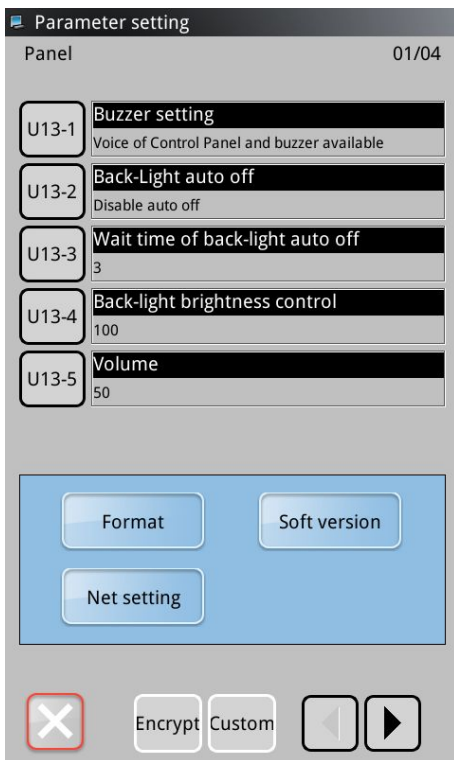 Parameter setting
Panel 01/04
U13-1 Buzzer setting
Voice of Control Panel and buzzer available
U13-2 Back-Light auto off
Disable auto off
U13-3 Wait time of back-light auto off
3
U13-4 Back-light brightness control
100
U13-5 Volume
50
Format Soft version
Net setting
Encrypt Custom